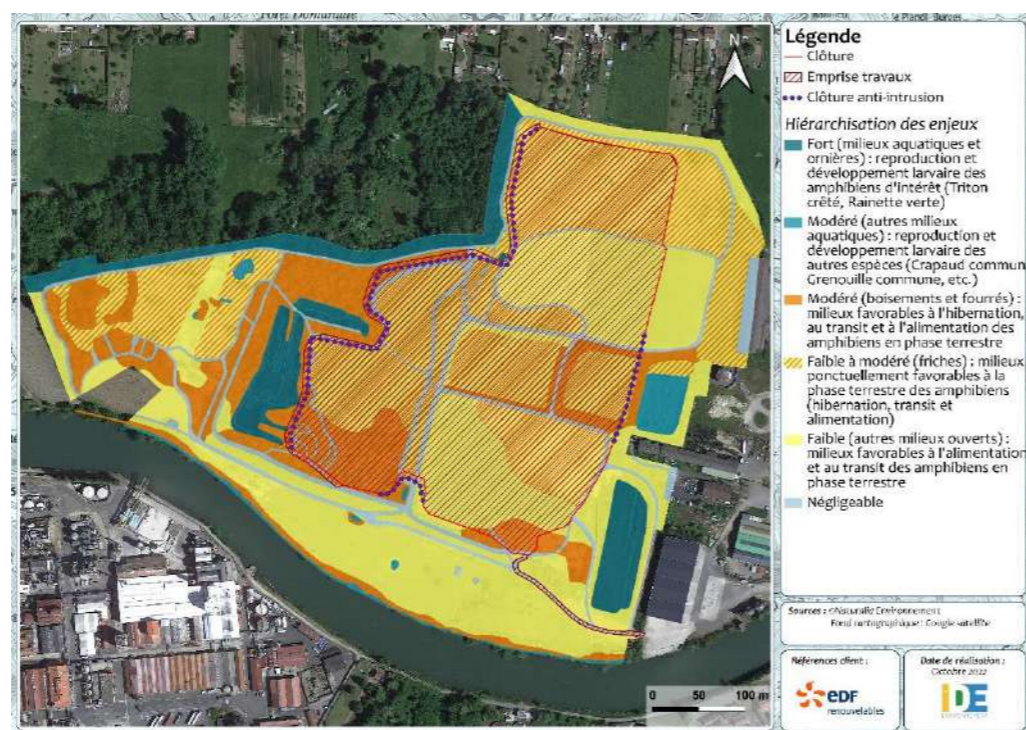 Forêt Domaniale
N
Légende
Clôture
Emprise travaux
Clôture anti-intrusion
Hiérarchisation des enjeux
Fort (milieux aquatiques et
ornières) : reproduction et
développement larvaire des
amphibiens d'intérêt (Triton
crêté, Rainette verte)
Modéré (autres milieux
aquatiques) : reproduction et
développement larvaire des
autres espèces (Crapaud commun
Grenouille commune, etc.)
Modéré (boisements et fourrés) :
milieux favorables à l'hibernation,
au transit et à l'alimentation des
amphibiens en phase terrestre
Faible à modéré (friches) : milieux
ponctuellement favorables à la
phase terrestre des amphibiens
(hibernation, transit et
alimentation)
Faible (autres milieux ouverts) :
milieux favorables à l'alimentation
et au transit des amphibiens en
phase terrestre
Négligeable
Sources : ©Naturalie Environnement
Fond cartographique : Google satellite
Références client :
edf
renouvelables
Date de réalisation :
Octobre 2022
IDE
ENVIRONNEMENT
0 50 100 m